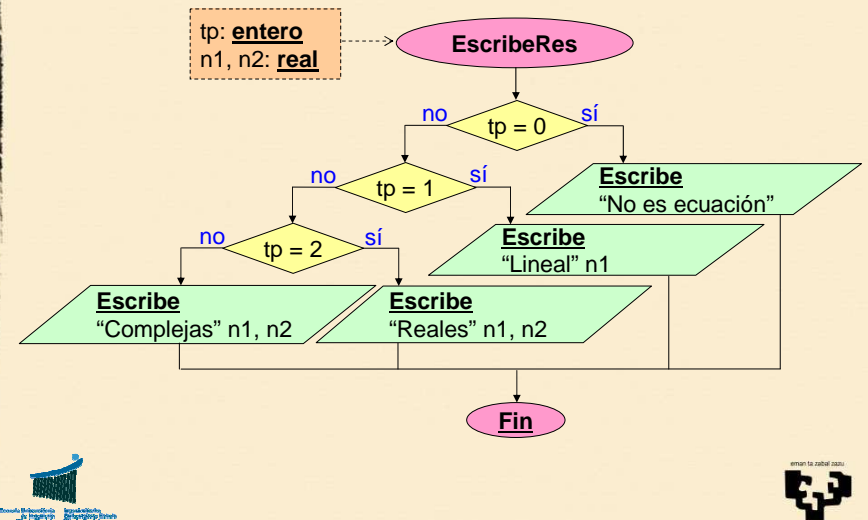 tp: entero
n1, n2: real
EscribeRes
no
tp = 0
sí
no
tp = 1
sí
Escribe
“No es ecuación”
no
tp = 2
sí
Escribe
“Lineal” n1
Escribe
“Complejas” n1, n2
Escribe
“Reales” n1, n2
Fin
eman ta zabal zazu